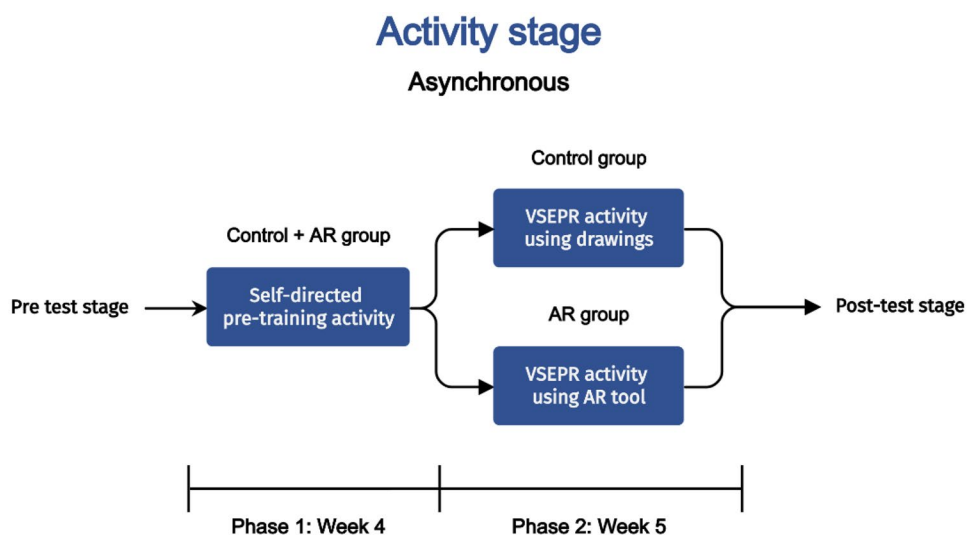 Activity stage
Asynchronous
Control group
VSEPR activity
using drawings
Control + AR group
Pre test stage
Self-directed
pre-training activity
AR group
Post-test stage
VSEPR activity
using AR tool
Phase 1: Week 4
Phase 2: Week 5